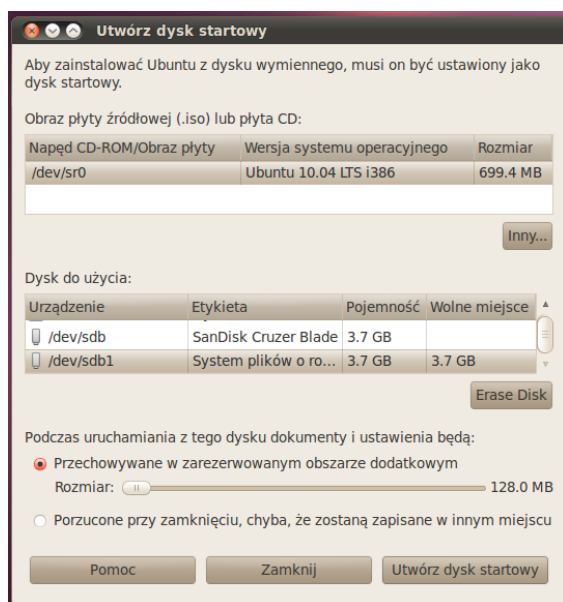 Utwórz dysk startowy
Aby zainstalować Ubuntu z dysku wymiennego, musi on być ustawiony jako
dysk startowy.
Obraz płyty źródłowej (.iso) lub płyta CD:
Napęd CD-ROM/Obraz płyty Wersja systemu operacyjnego Rozmiar
/dev/sr0 Ubuntu 10.04 LTS i386 699.4 MB
Inny...
Dysk do użycia:
Urządzenie Etykieta Pojemność Wolne miejsce
/dev/sdb SanDisk Cruzer Blade 3.7 GB
/dev/sdb1 System plików o ro... 3.7 GB 3.7 GB
Erase Disk
Podczas uruchamiania z tego dysku dokumenty i ustawienia będą:
Przechowywane w zarezerwowanym obszarze dodatkowym
Rozmiar: 128.0 MB
Porzucone przy zamknięciu, chyba, że zostaną zapisane w innym miejscu
Pomoc Zamknij Utwórz dysk startowy